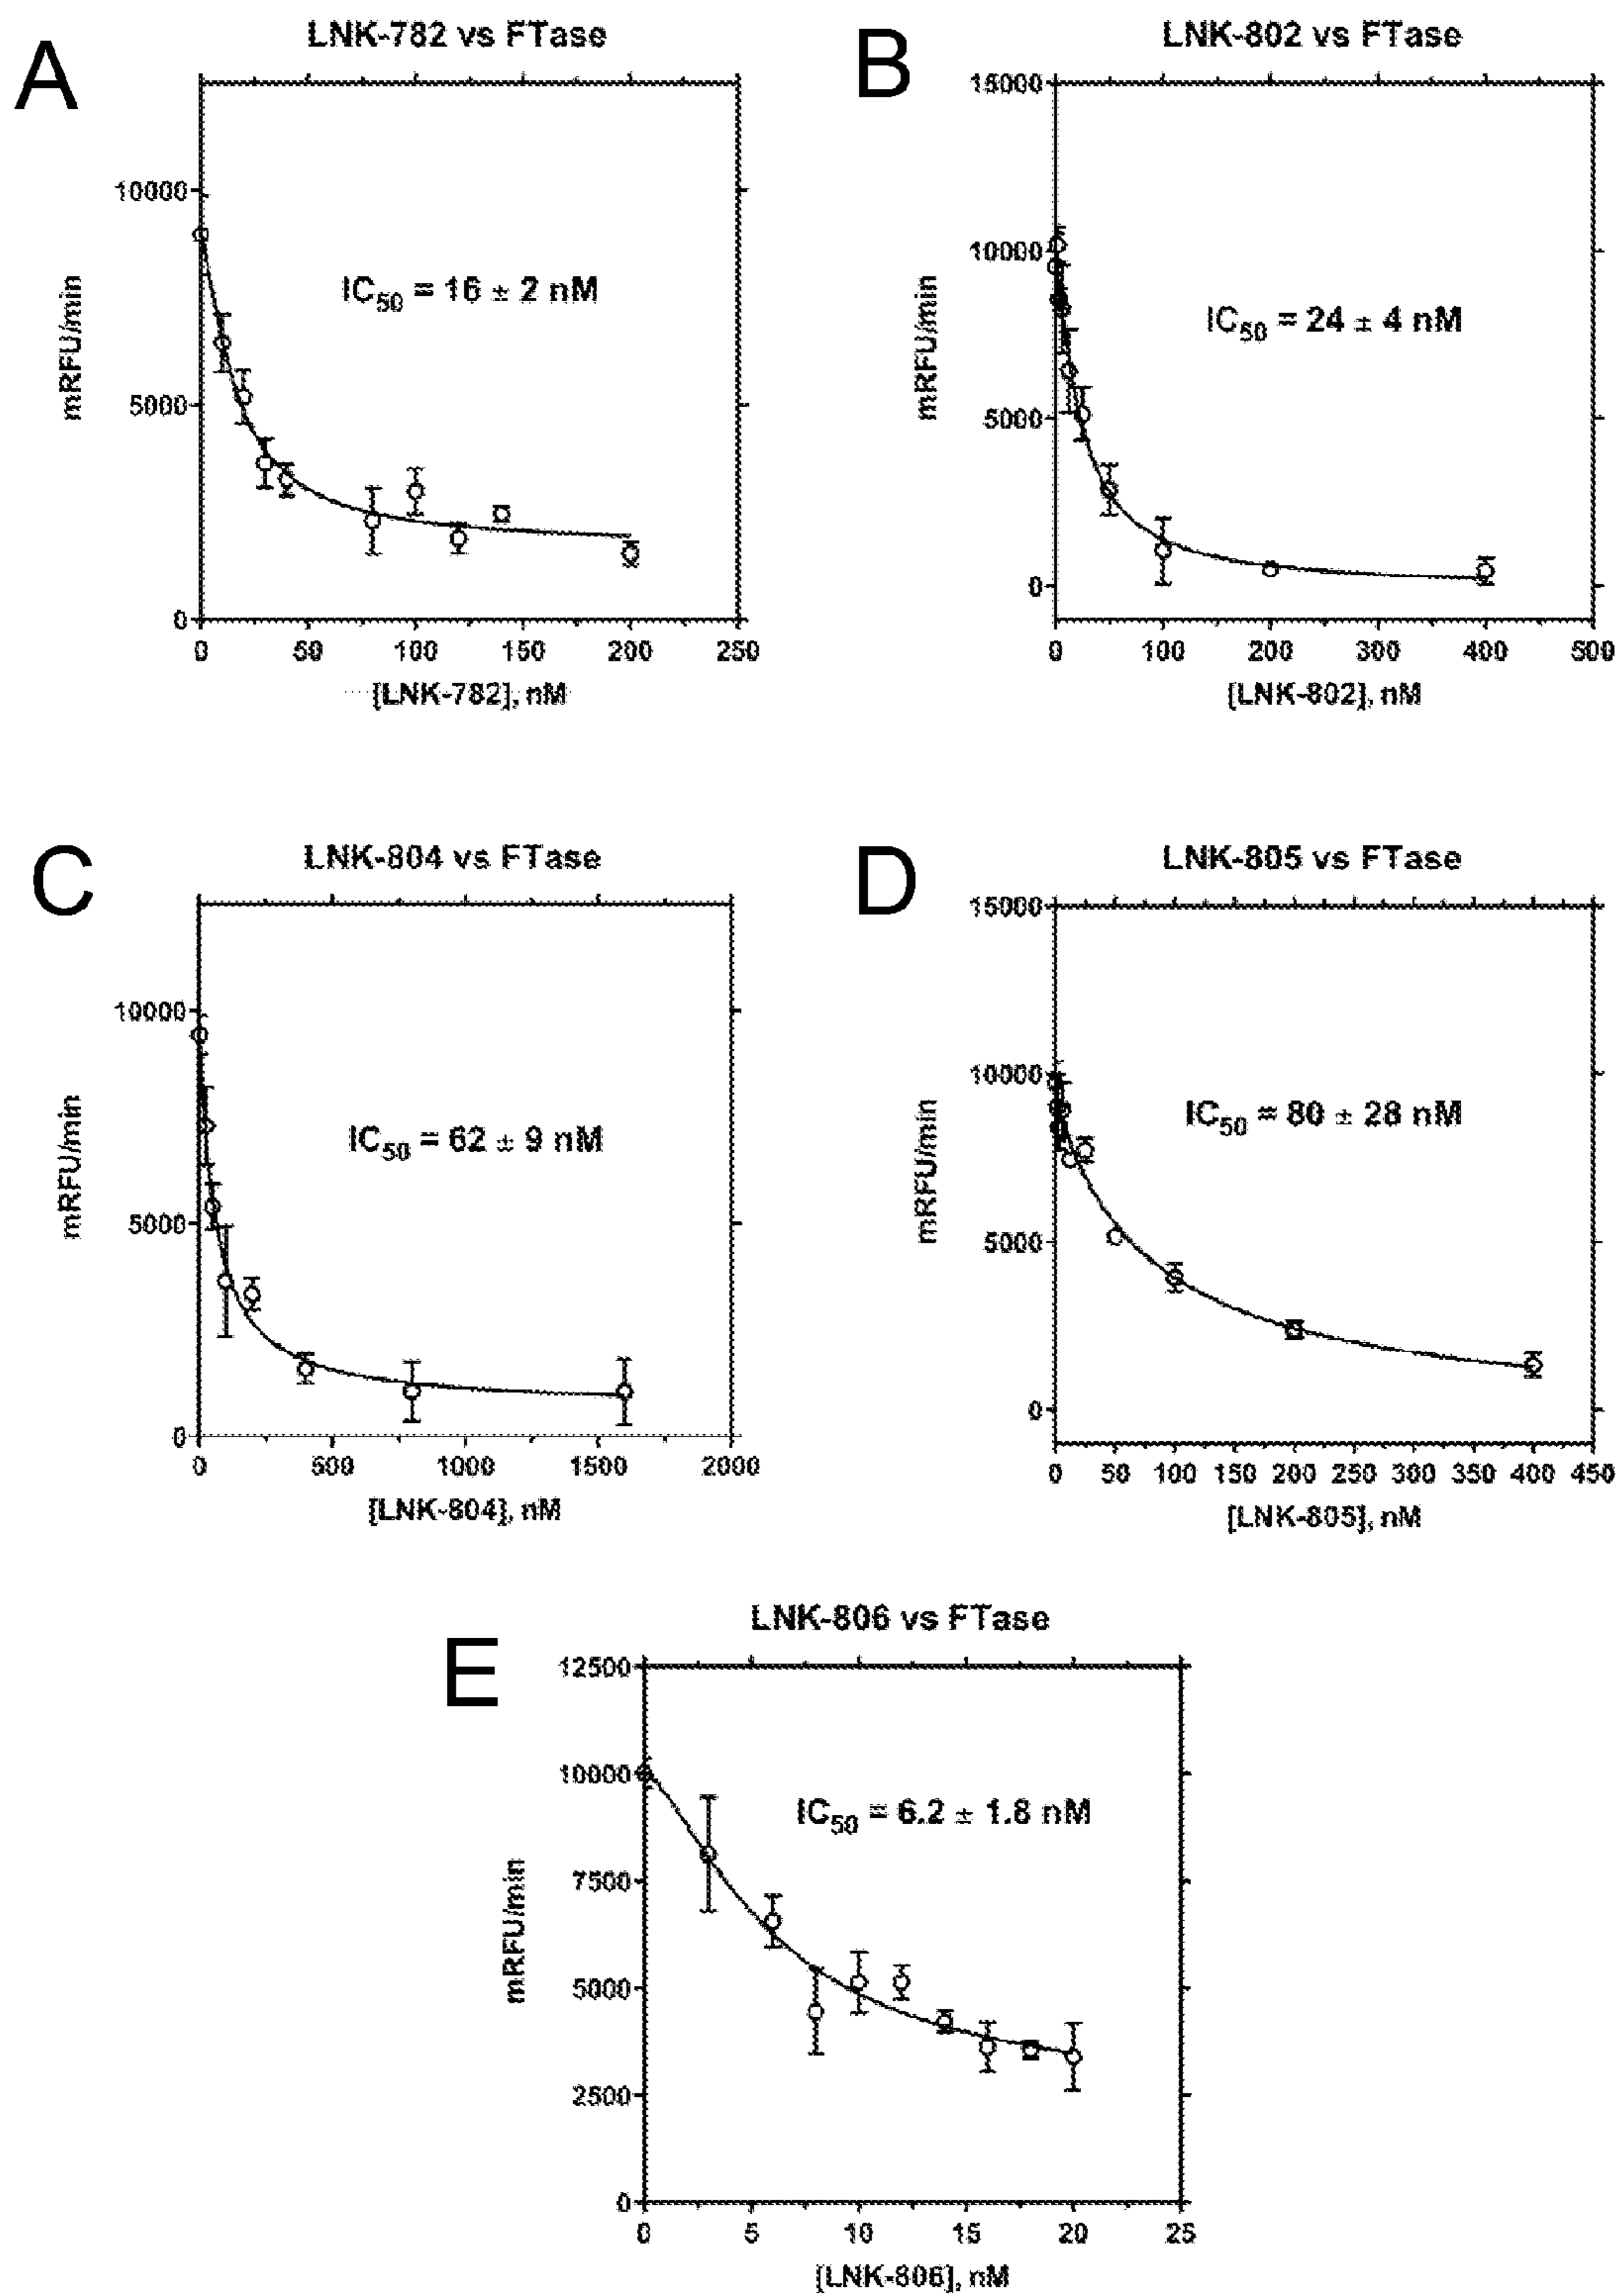 A
LNK-782 vs FTase
10000
5000
0
mRFU/min
IC50 = 16 ± 2 nM
0 50 100 150 200 250
[LNK-782], nM
B
LNK-802 vs FTase
15000
10000
5000
0
mRFU/min
IC50 = 24 ± 4 nM
0 100 200 300 400 500
[LNK-802], nM
C
LNK-804 vs FTase
10000
5000
0
mRFU/min
IC50 = 62 ± 9 nM
0 500 1000 1500 2000
[LNK-804], nM
D
LNK-805 vs FTase
15000
10000
5000
0
mRFU/min
IC50 = 80 ± 28 nM
0 50 100 150 200 250 300 350 400 450
[LNK-805], nM
E
LNK-806 vs FTase
12500
10000
7500
5000
2500
0
mRFU/min
IC50 = 6.2 ± 1.8 nM
0 5 10 15 20 25
[LNK-806], nM